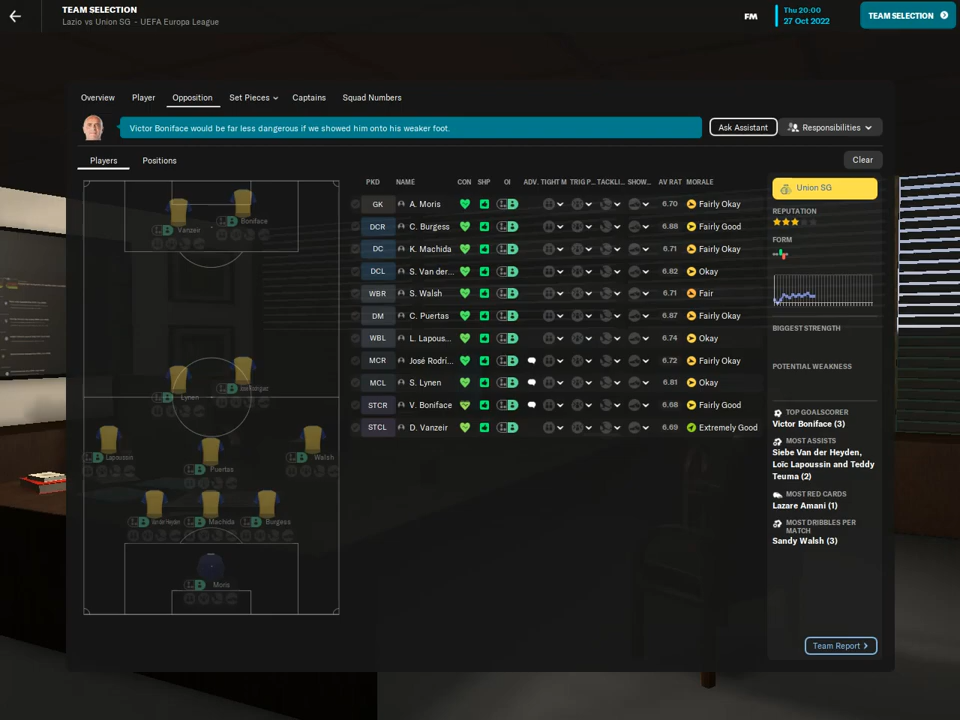 TEAM SELECTION
Lazio vs Union SG - UEFA Europa League
FM
Thu 20:00
27 Oct 2022
TEAM SELECTION
Overview Player Opposition Set Pieces Captains Squad Numbers
Victor Boniface would be far less dangerous if we showed him onto his weaker foot.
Ask Assistant
Responsibilities
Players Positions
Clear
PKD NAME CON SHP OI ADV. TIGHT M TRIG P... TACKLI... SHOW... AV RAT MORALE
GK A. Moris 6.70 Fairly Okay
DCR C. Burgess 6.88 Fairly Good
DC K. Machida 6.71 Fairly Okay
DCL S. Van der... 6.82 Okay
WBR S. Walsh 6.71 Fair
DM C. Puertas 6.87 Fairly Okay
WBL L. Lapous... 6.74 Okay
MCR José Rodrí... 6.72 Fairly Okay
MCL S. Lynen 6.81 Okay
STCR V. Boniface 6.68 Fairly Good
STCL D. Vanzeir 6.69 Extremely Good
Vanzeir
Boniface
Lynen
Lapoussin
Walsh
Puertas
Machida
Burgess
Moris
Union SG
REPUTATION
FORM
BIGGEST STRENGTH
POTENTIAL WEAKNESS
TOP GOALSCORER
Victor Boniface (3)
MOST ASSISTS
Siebe Van der Heyden,
Loïc Lapoussin and Teddy
Teuma (2)
MOST RED CARDS
Lazare Amani (1)
MOST DRIBBLES PER
MATCH
Sandy Walsh (3)
Team Report